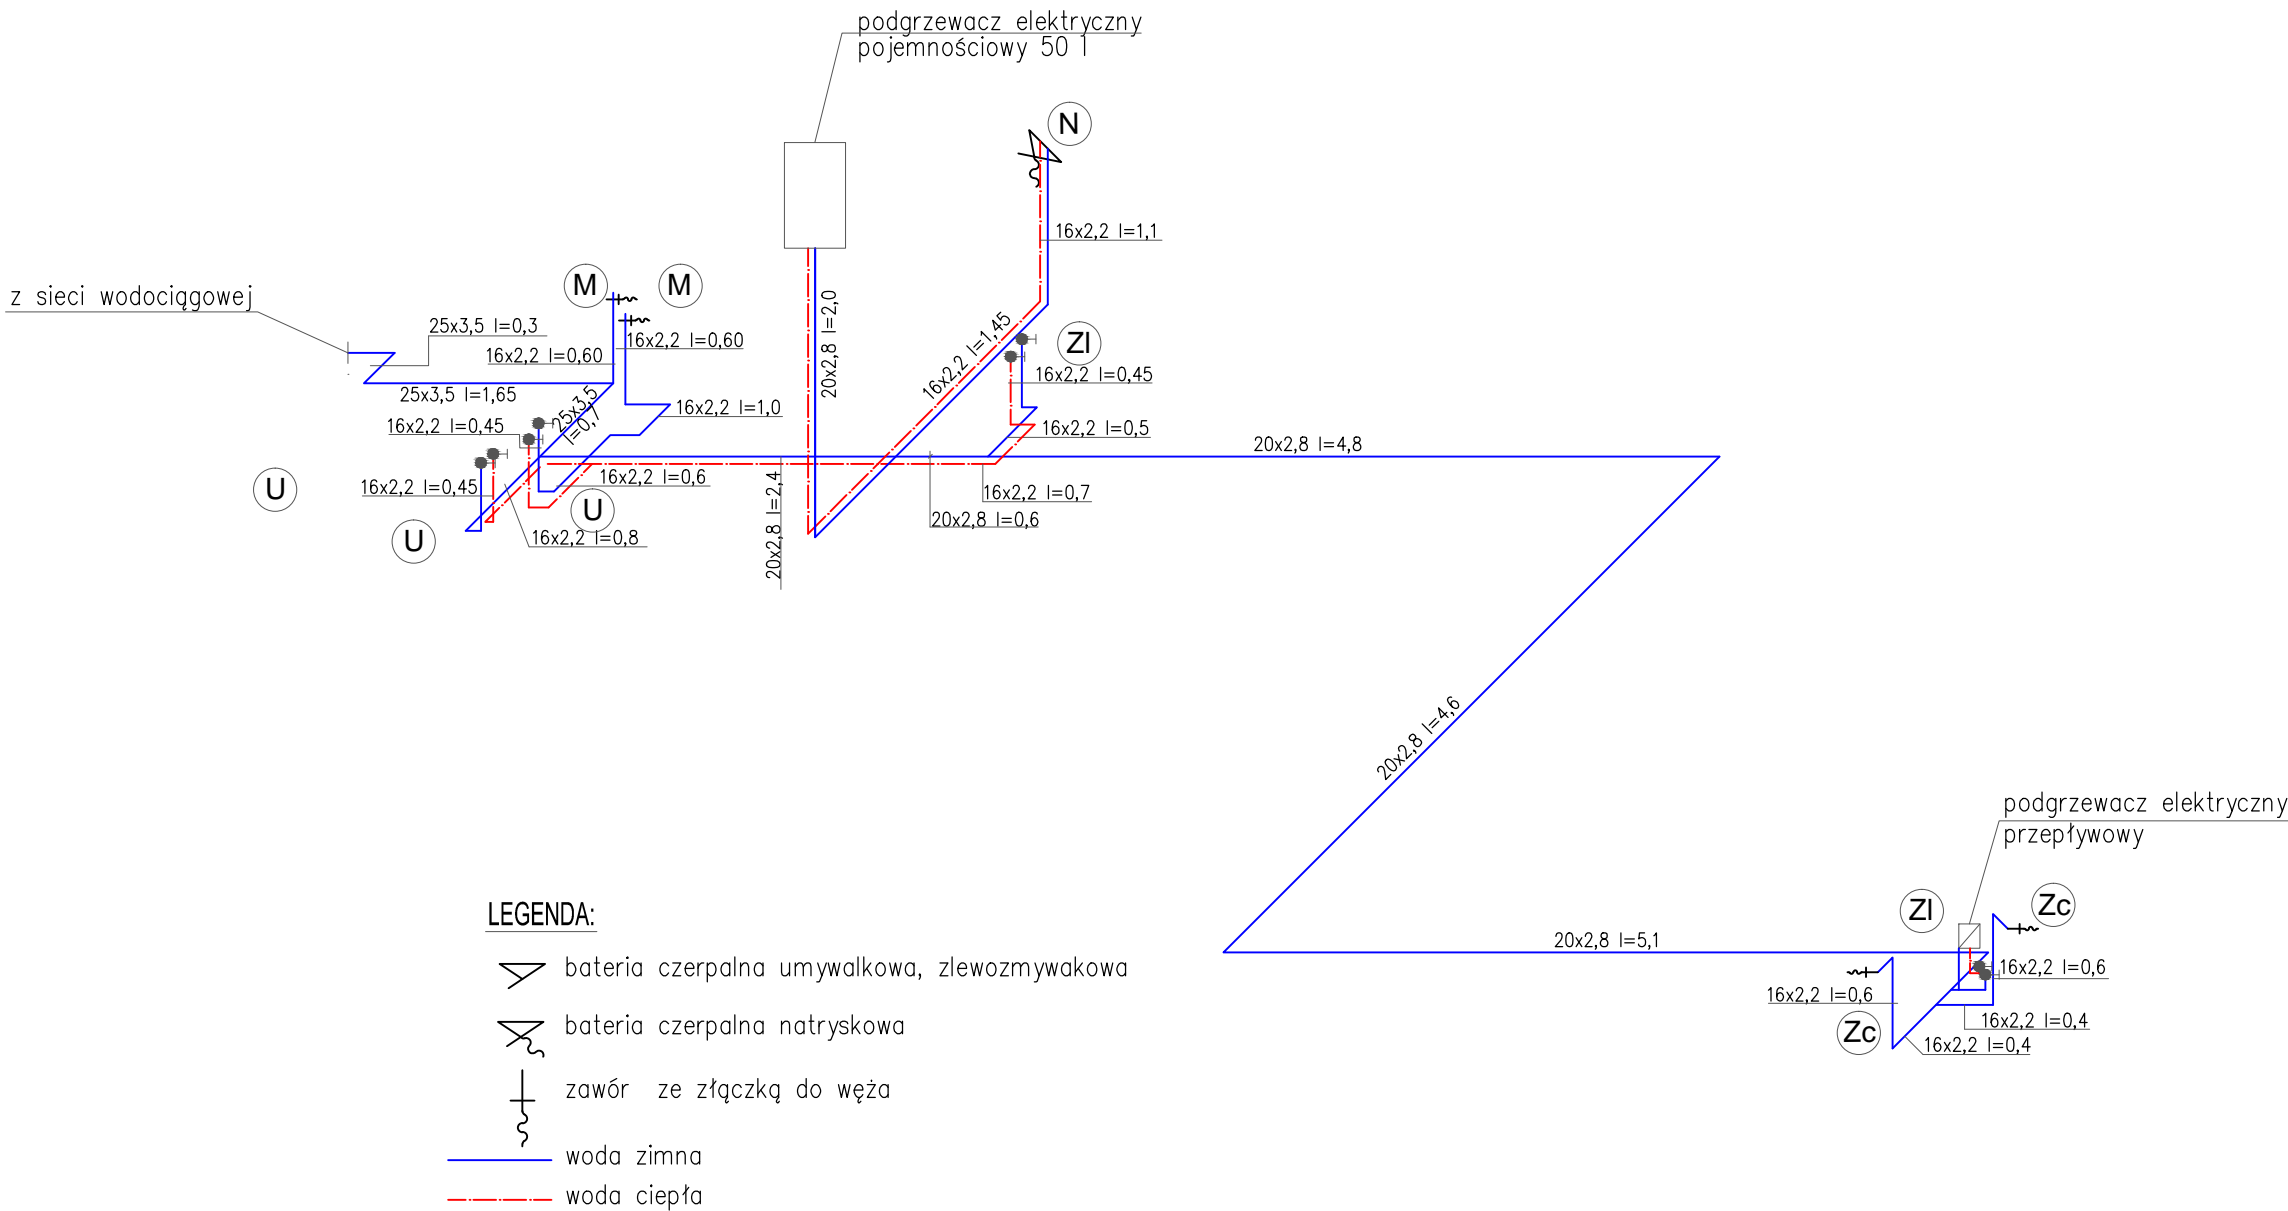 podgrzewacz elektryczny
pojemnościowy 50 l
N
16x2,2 l=1,1
M
M
z sieci wodociągowej
25x3,5 l=0,3
16x2,2 l=0,60
16x2,2 l=0,60
20x2,8 l=2,0
16x2,2 l=1,45
Zl
16x2,2 l=0,45
25x3,5 l=1,65
25x3,5
l=0,7
16x2,2 l=1,0
16x2,2 l=0,45
16x2,2 l=0,5
20x2,8 l=4,8
U
16x2,2 l=0,45
16x2,2 l=0,6
20x2,8 l=2,4
16x2,2 l=0,7
20x2,8 l=0,6
U
U
16x2,2 l=0,8
20x2,8 l=4,6
podgrzewacz elektryczny
przepływowy
Zl
Zc
20x2,8 l=5,1
16x2,2 l=0,6
16x2,2 l=0,6
Zc
16x2,2 l=0,4
16x2,2 l=0,4
LEGENDA:
bateria czerpalna umywalkowa, zlewozmywakowa
bateria czerpalna natryskowa
zawór ze złączką do węża
woda zimna
woda ciepła